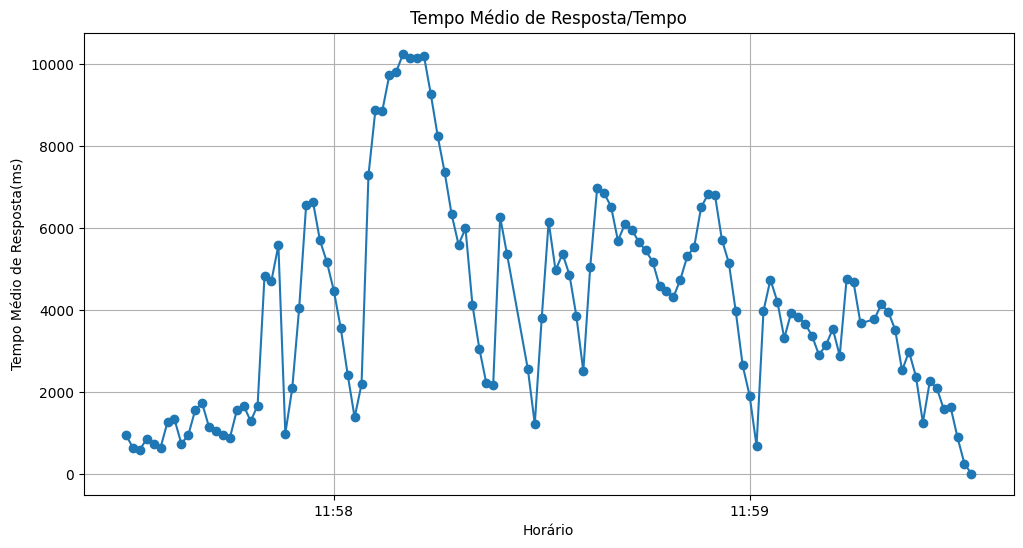 Tempo Médio de Resposta/Tempo
Tempo Médio de Resposta(ms)
10000
8000
6000
4000
2000
0
11:58
11:59
Horário